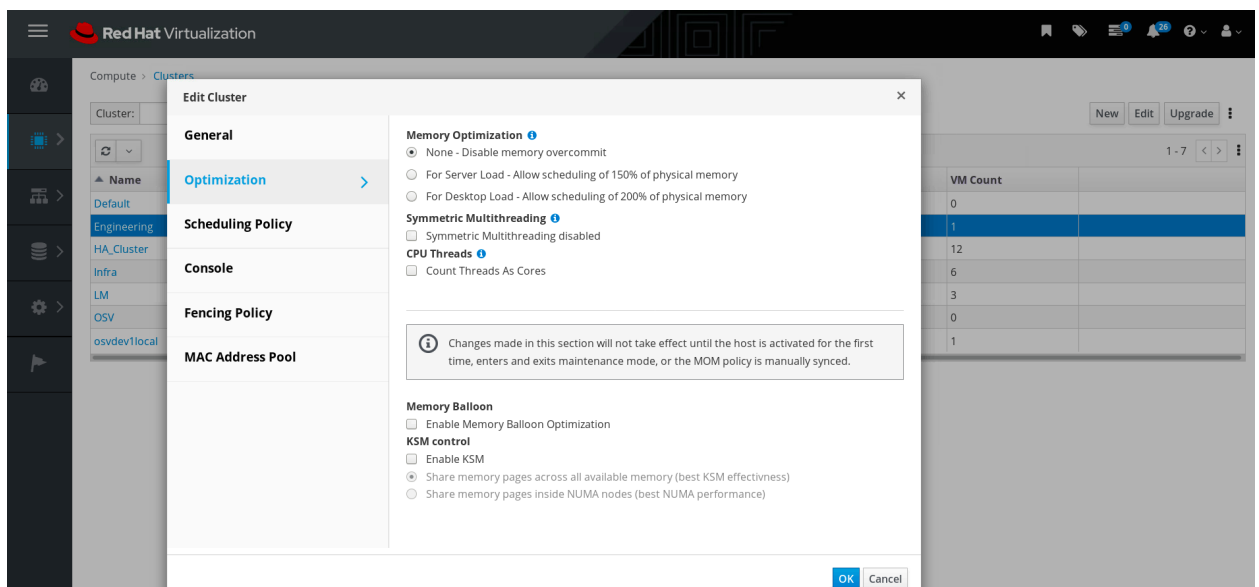 Red Hat Virtualization
0
26
Compute > Clusters
Cluster:
New Edit Upgrade
1 - 7
Name VM Count
Default 0
Engineering 1
HA_Cluster 12
Infra 6
LM 3
OSV 0
osvdev1local 1
Edit Cluster
General
Optimization
Scheduling Policy
Console
Fencing Policy
MAC Address Pool
Memory Optimization
None - Disable memory overcommit
For Server Load - Allow scheduling of 150% of physical memory
For Desktop Load - Allow scheduling of 200% of physical memory
Symmetric Multithreading
Symmetric Multithreading disabled
CPU Threads
Count Threads As Cores
Changes made in this section will not take effect until the host is activated for the first
time, enters and exits maintenance mode, or the MOM policy is manually synced.
Memory Balloon
Enable Memory Balloon Optimization
KSM control
Enable KSM
Share memory pages across all available memory (best KSM effectivness)
Share memory pages inside NUMA nodes (best NUMA performance)
OK Cancel